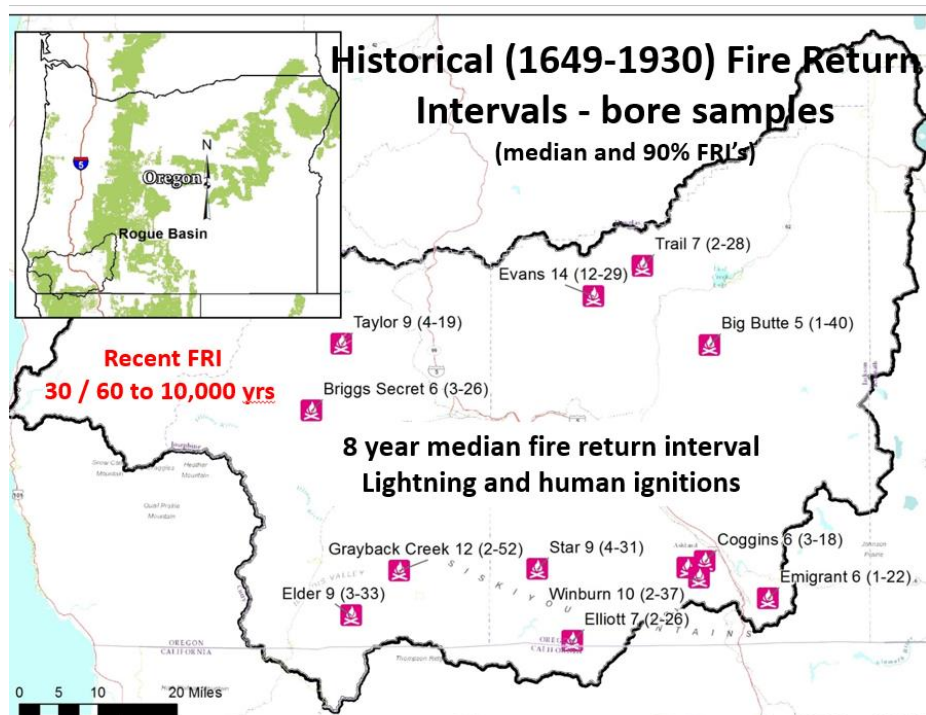 Historical (1649-1930) Fire Return
Intervals - bore samples
(median and 90% FRI's)
5
N
Oregon
Rogue Basin
Trail 7 (2-28)
Evans 14 (12-29)
Taylor 9 (4-19)
Big Butte 5 (1-40)
Recent FRI
30 / 60 to 10,000 yrs
Briggs Secret 6 (3-26)
8 year median fire return interval
Lightning and human ignitions
Coggins 6 (3-18)
Grayback Creek 12 (2-52)
Star 9 (4-31)
Emigrant 6 (1-22)
Elder 9 (3-33)
Winburn 10 (2-37)
Elliott 7 (2-26)
SISKIYOU
OREGON
CALIFORNIA
OREGON
CALIFORNIA
0 5 10 20 Miles